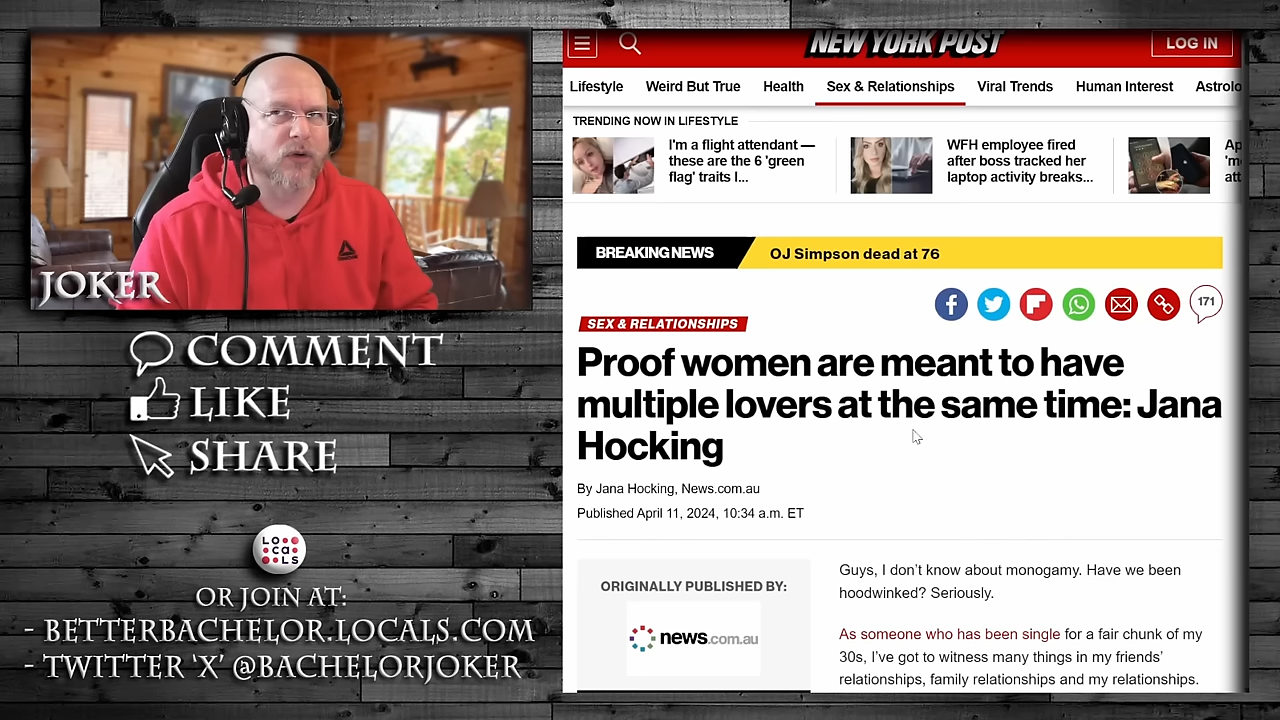 JOKER
COMMENT
LIKE
SHARE
LOCALS
OR JOIN AT:
- BETTERBACHELOR.LOCALS.COM
- TWITTER 'X' @BACHELORJOKER
NEW YORK POST
LOG IN
Lifestyle Weird But True Health Sex & Relationships Viral Trends Human Interest Astrolo
TRENDING NOW IN LIFESTYLE
I'm a flight attendant —
these are the 6 'green
flag' traits I...
WFH employee fired
after boss tracked her
laptop activity breaks...
Ap
'm
att
BREAKING NEWS OJ Simpson dead at 76
171
SEX & RELATIONSHIPS
Proof women are meant to have
multiple lovers at the same time: Jana
Hocking
By Jana Hocking, News.com.au
Published April 11, 2024, 10:34 a.m. ET
ORIGINALLY PUBLISHED BY:
news.com.au
Guys, I don't know about monogamy. Have we been
hoodwinked? Seriously.
As someone who has been single for a fair chunk of my
30s, I've got to witness many things in my friends'
relationships, family relationships and my relationships.